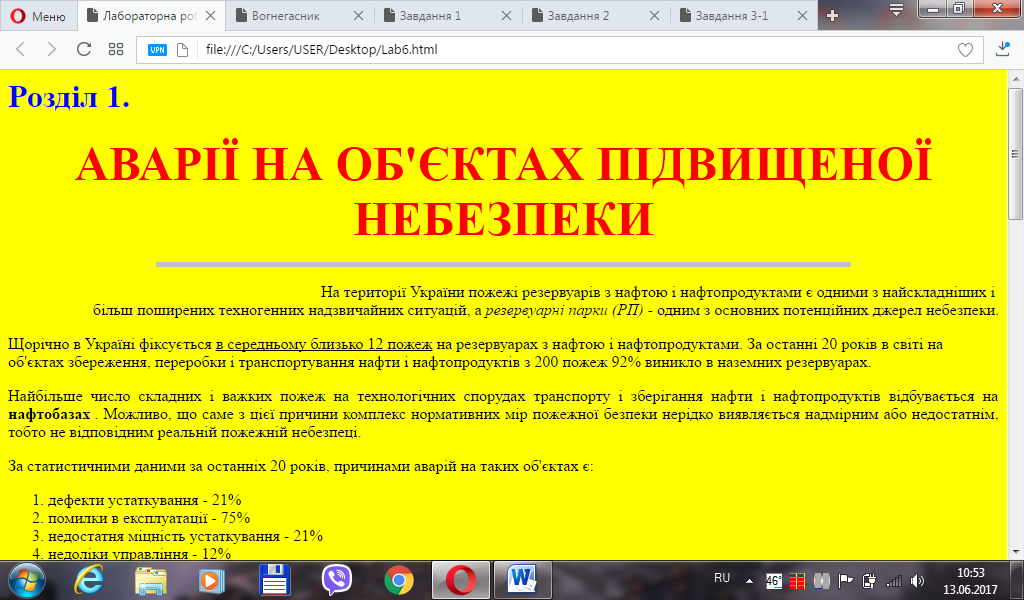 Меню
Лабораторна роб
Вогнегасник
Завдання 1
Завдання 2
Завдання 3-1
VPN
file:///C:/Users/USER/Desktop/Lab6.html
Розділ 1.
АВАРІЇ НА ОБ'ЄКТАХ ПІДВИЩЕНОЇ
НЕБЕЗПЕКИ
На території України пожежі резервуарів з нафтою і нафтопродуктами є одними з найскладніших і
більш поширених техногенних надзвичайних ситуацій, а резервуарні парки (РП) - одним з основних потенційних джерел небезпеки.
Щорічно в Україні фіксується в середньому близько 12 пожеж на резервуарах з нафтою і нафтопродуктами. За останні 20 років в світі на
об'єктах збереження, переробки і транспортування нафти і нафтопродуктів з 200 пожеж 92% виникло в наземних резервуарах.
Найбільше число складних і важких пожеж на технологічних спорудах транспорту і зберігання нафти і нафтопродуктів відбувається на
нафтобазах . Можливо, що саме з цієї причини комплекс нормативних мір пожежної безпеки нерідко виявляється надмірним або недостатнім,
тобто не відповідним реальній пожежній небезпеці.
За статистичними даними за останніх 20 років, причинами аварій на таких об'єктах є:
1. дефекти устаткування - 21%
2. помилки в експлуатації - 75%
3. недостатня міцність устаткування - 21%
4. недоліки управління - 12%
RU
46°
10:53
13.06.2017